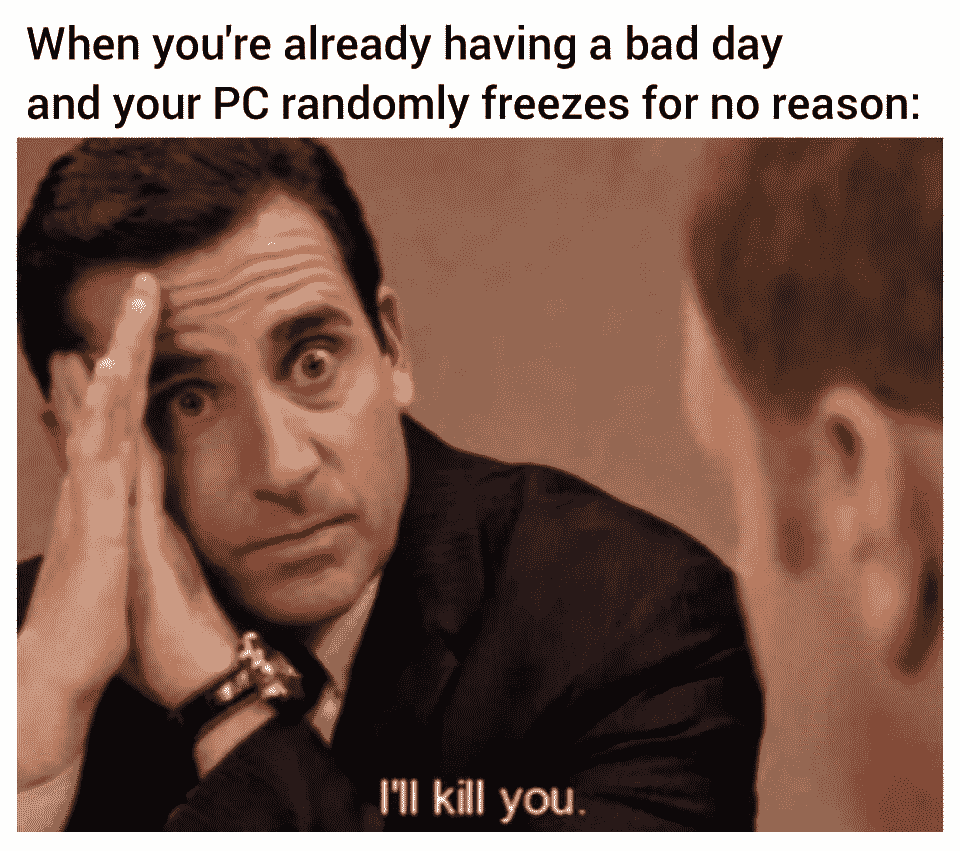 When you're already having a bad day
and your PC randomly freezes for no reason:
I'll kill you.